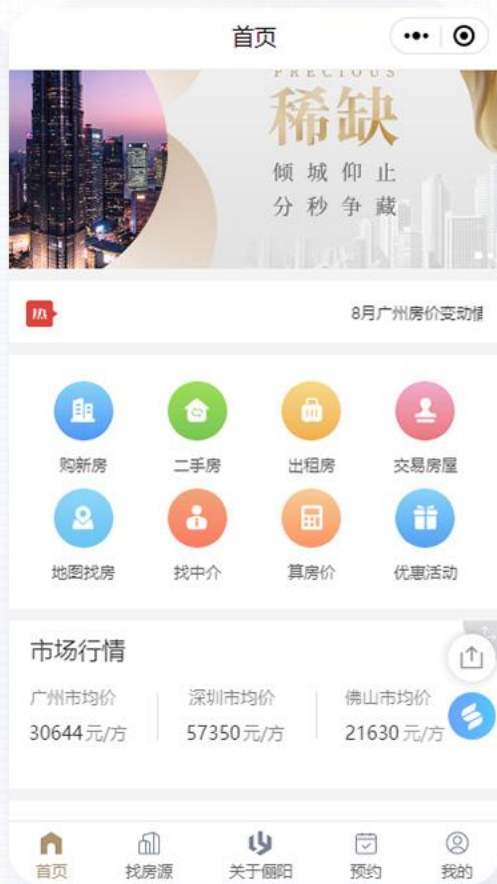 首页
PRECIOUS
稀缺
倾城仰止
分秒争藏
8月广州房价变动情
购新房 二手房 出租房 交易房屋
地图找房 找中介 算房价 优惠活动
市场行情
广州市均价 深圳市均价 佛山市均价
30644元/方 57350元/方 21630元/方
首页 找房源 关于俪阳 预约 我的